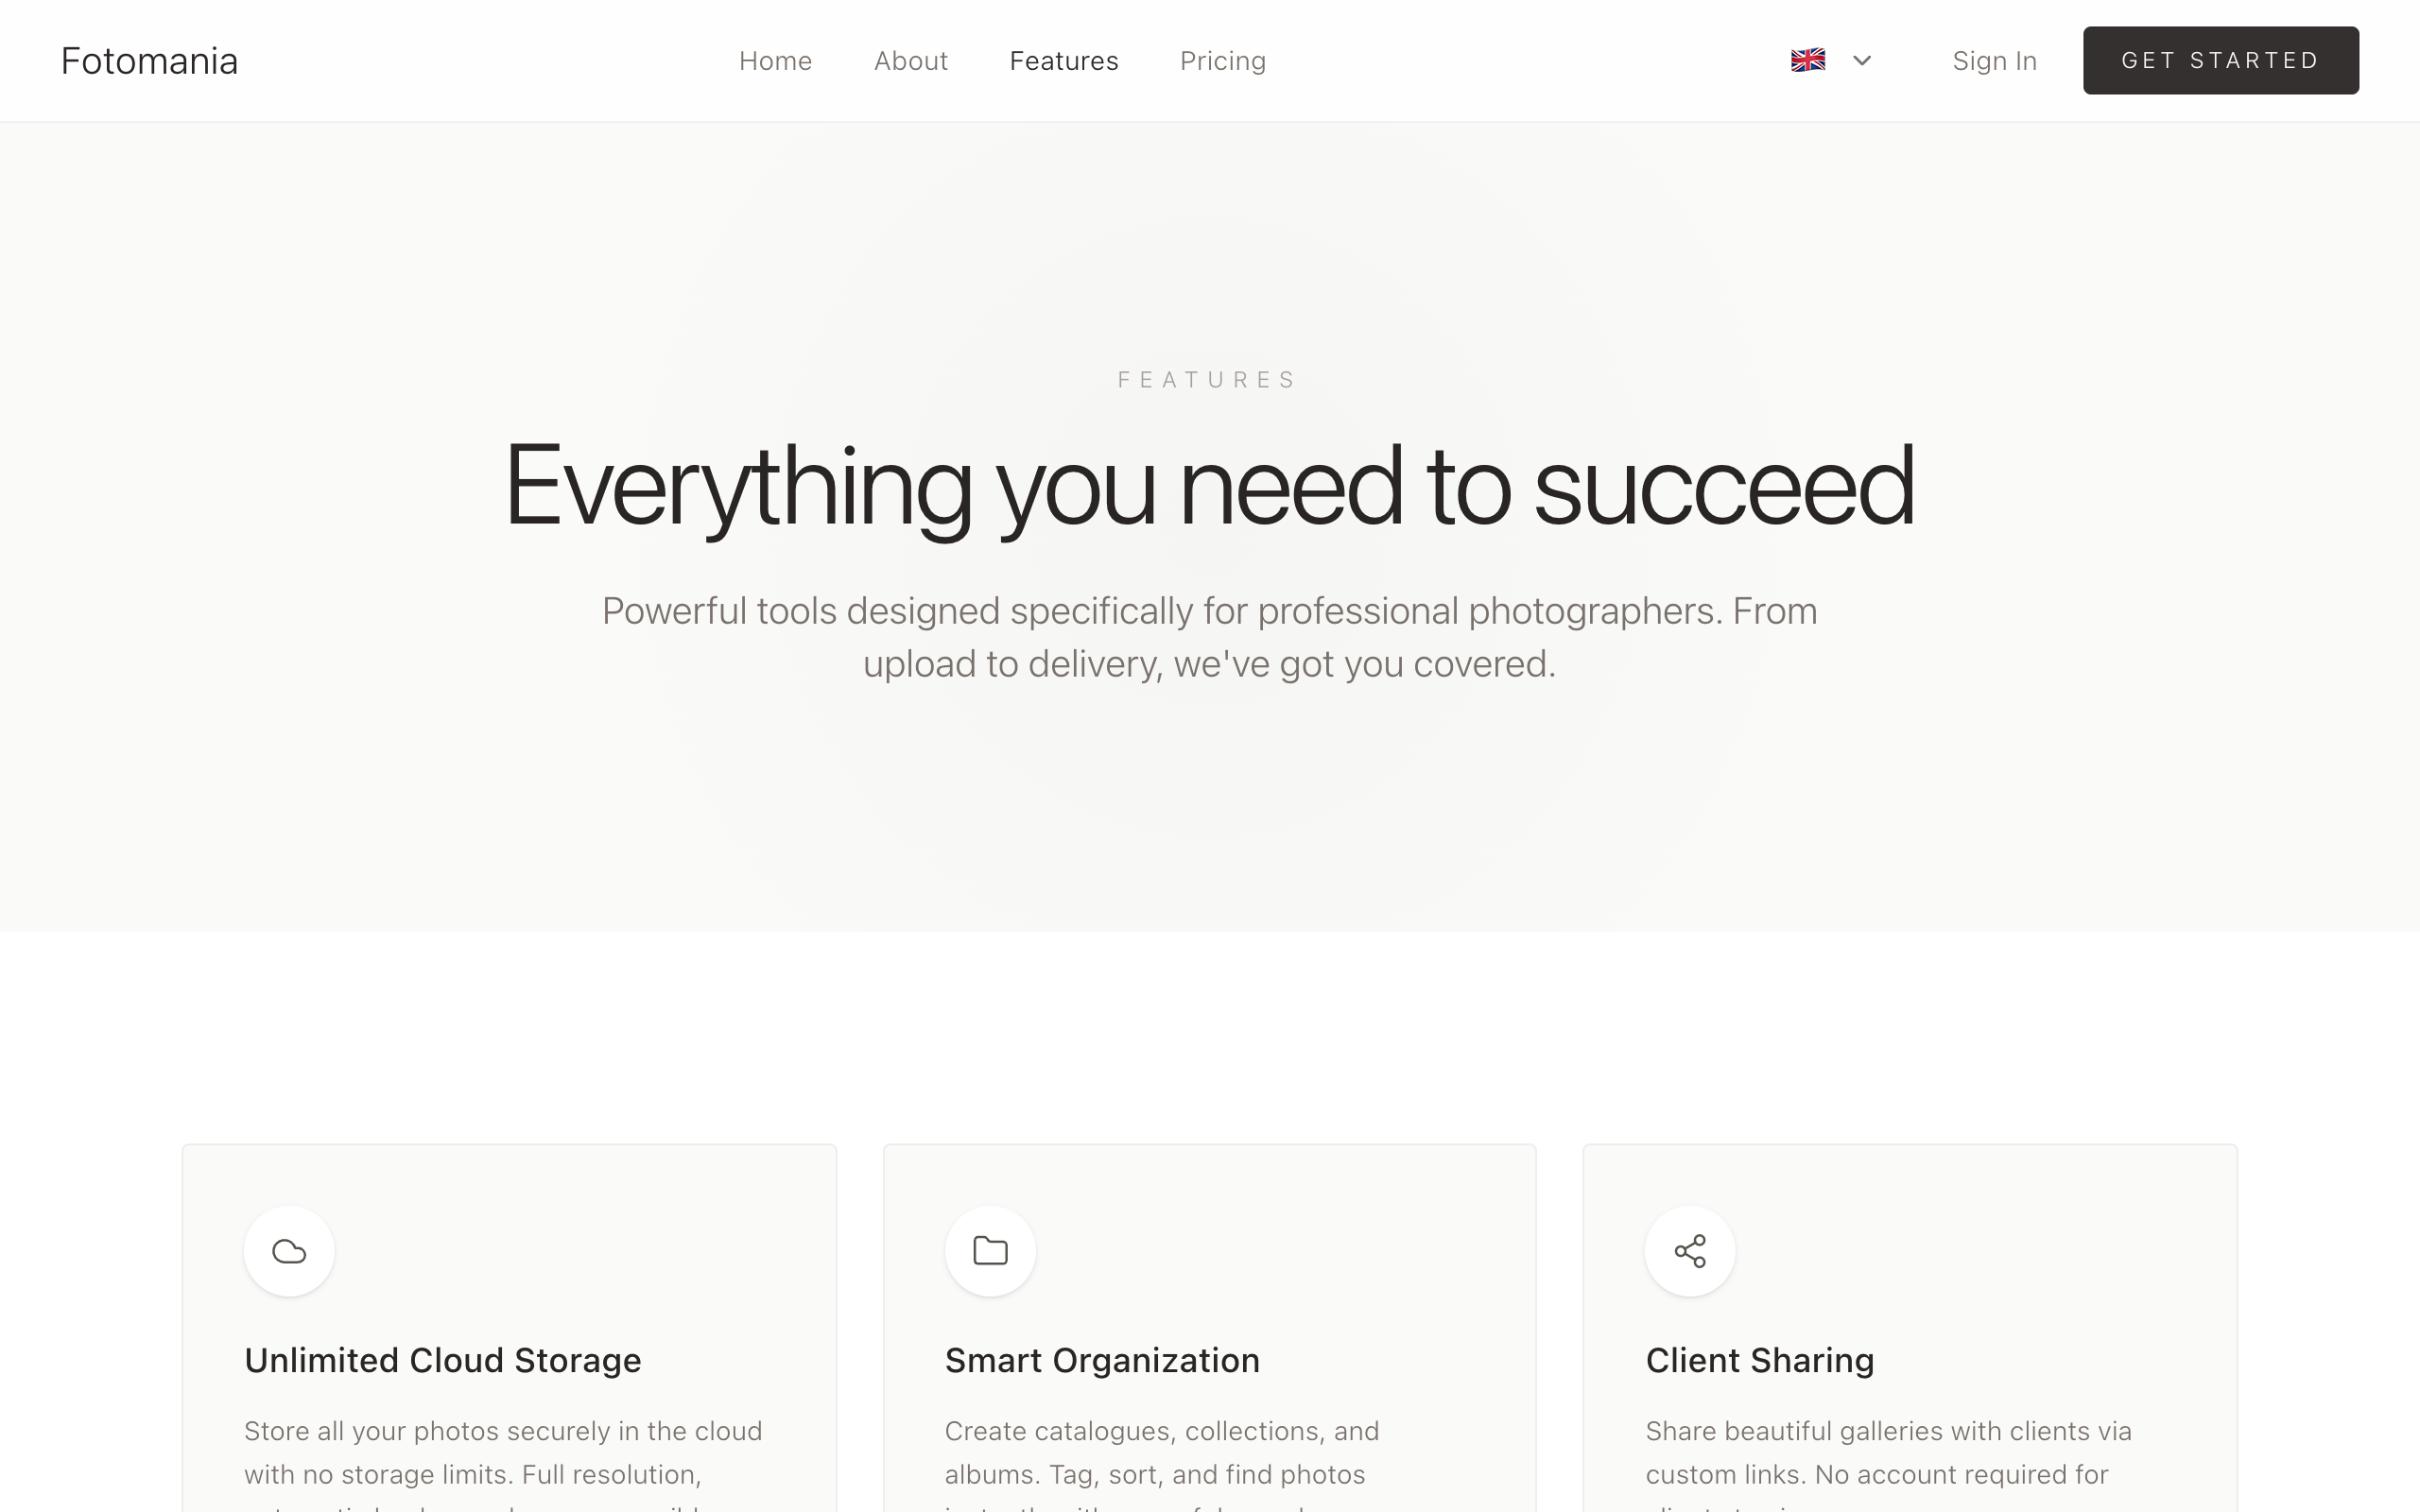 Fotomania
Home
About
Features
Pricing
Sign In
GET STARTED
FEATURES
Everything you need to succeed
Powerful tools designed specifically for professional photographers. From
upload to delivery, we've got you covered.
Unlimited Cloud Storage
Store all your photos securely in the cloud
with no storage limits. Full resolution,
Smart Organization
Create catalogues, collections, and
albums. Tag, sort, and find photos
Client Sharing
Share beautiful galleries with clients via
custom links. No account required for